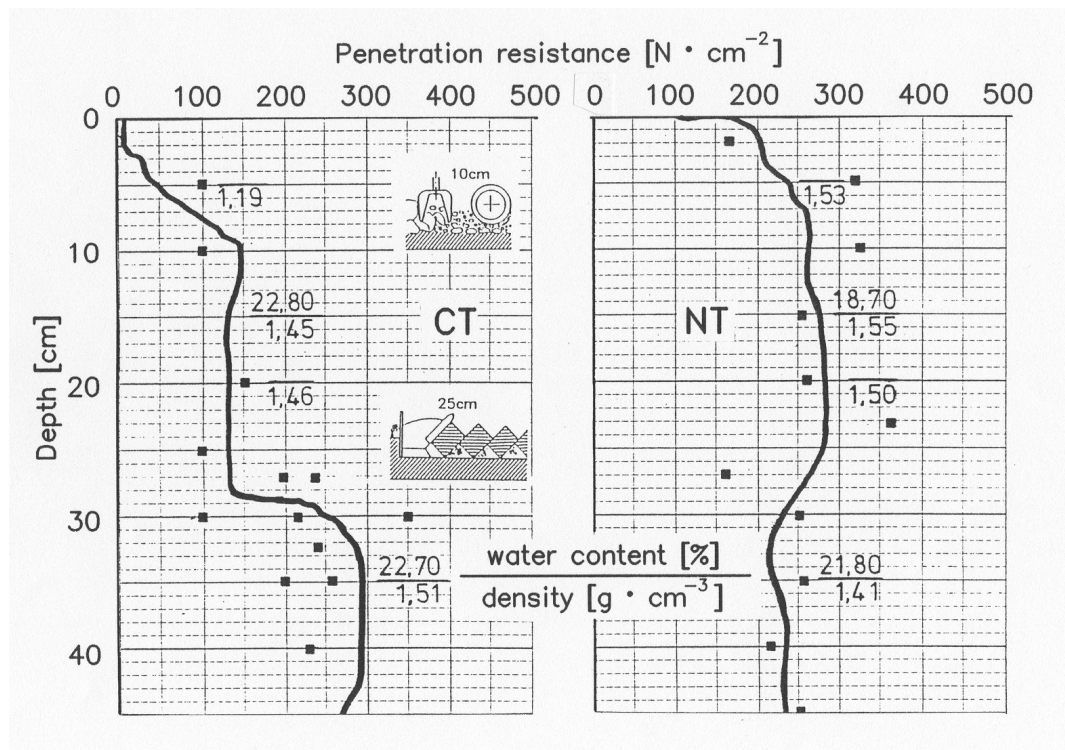 Penetration resistance [N • cm⁻²]
0 100 200 300 400 500
0 100 200 300 400 500
Depth [cm]
0
10
20
30
40
10cm
1,19
22,80
1,45
CT
1,46
25cm
22,70
1,51
water content [%]
density [g • cm⁻³]
1,53
NT
18,70
1,55
1,50
21,80
1,41